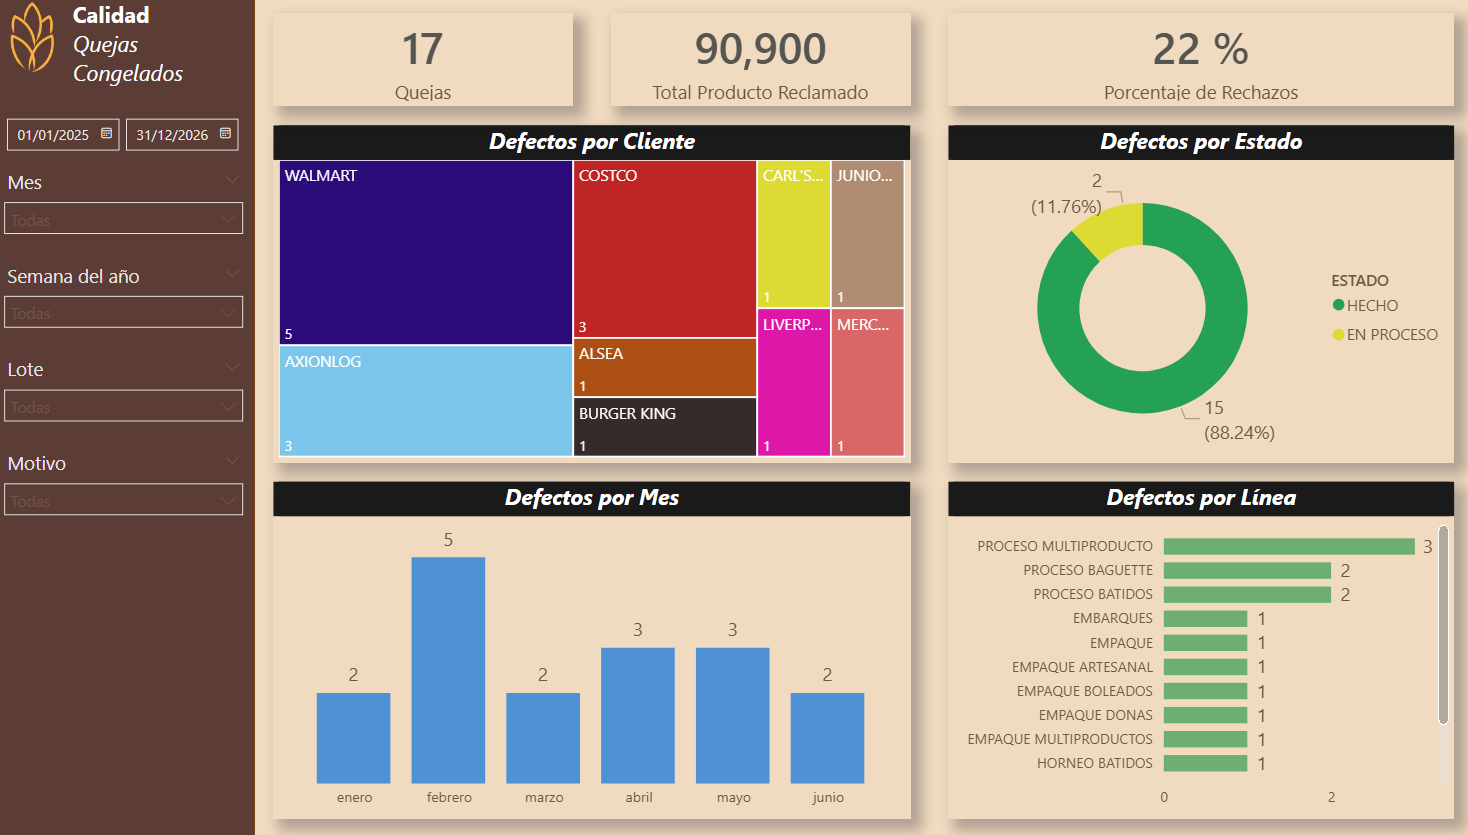 Calidad
Quejas
Congelados
01/01/2025
31/12/2026
Mes
Todas
Semana del año
Todas
Lote
Todas
Motivo
Todas
17
Quejas
90,900
Total Producto Reclamado
22 %
Porcentaje de Rechazos
Defectos por Cliente
WALMART
5
AXIONLOG
3
COSTCO
3
ALSEA
1
BURGER KING
1
CARL'S...
1
JUNIO...
1
LIVERP...
1
MERC...
1
Defectos por Estado
2
(11.76%)
15
(88.24%)
ESTADO
HECHO
EN PROCESO
Defectos por Mes
2
5
2
3
3
2
enero
febrero
marzo
abril
mayo
junio
Defectos por Línea
PROCESO MULTIPRODUCTO 3
PROCESO BAGUETTE 2
PROCESO BATIDOS 2
EMBARQUES 1
EMPAQUE 1
EMPAQUE ARTESANAL 1
EMPAQUE BOLEADOS 1
EMPAQUE DONAS 1
EMPAQUE MULTIPRODUCTOS 1
HORNEO BATIDOS 1
0 2